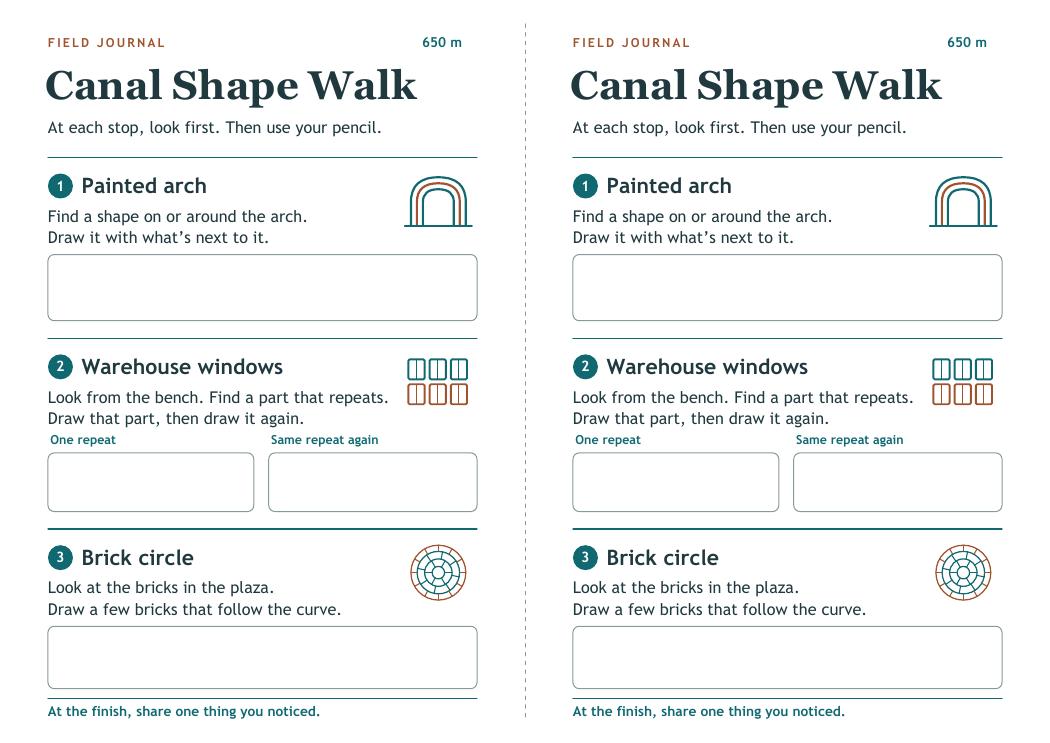 FIELD JOURNAL
650 m
Canal Shape Walk
At each stop, look first. Then use your pencil.
1 Painted arch
Find a shape on or around the arch.
Draw it with what’s next to it.
2 Warehouse windows
Look from the bench. Find a part that repeats.
Draw that part, then draw it again.
One repeat
Same repeat again
3 Brick circle
Look at the bricks in the plaza.
Draw a few bricks that follow the curve.
At the finish, share one thing you noticed.
FIELD JOURNAL
650 m
Canal Shape Walk
At each stop, look first. Then use your pencil.
1 Painted arch
Find a shape on or around the arch.
Draw it with what’s next to it.
2 Warehouse windows
Look from the bench. Find a part that repeats.
Draw that part, then draw it again.
One repeat
Same repeat again
3 Brick circle
Look at the bricks in the plaza.
Draw a few bricks that follow the curve.
At the finish, share one thing you noticed.